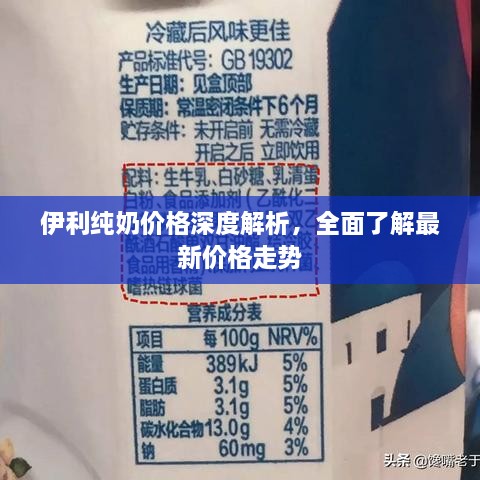 冷藏后风味更佳
产品标准代号：GB 19302
生产日期：见盒顶部
保质期：常温密闭条件下6个月
贮存条件：未开启前 无需冷藏
开启之后 立即饮用
配料：生牛乳、白砂糖、乳清蛋
白粉、食品添加剂（乙酰化二
伊利纯奶价格深度解析，全面了解最
新价格走势
嗜热链球菌
营养成分表
项目 每100g NRV%
能量 389kJ 5%
蛋白质 3.1g 5%
脂肪 3.1g 5%
碳水化合物 13.0g 4%
钠 60mg 3%
头条 @馋嘴老于